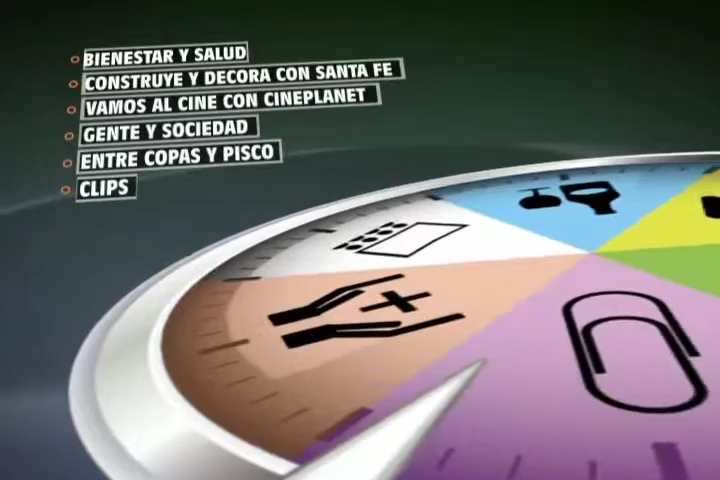 BIENESTAR Y SALUD
CONSTRUYE Y DECORA CON SANTA FE
VAMOS AL CINE CON CINEPLANET
GENTE Y SOCIEDAD
ENTRE COPAS Y PISCO
CLIPS